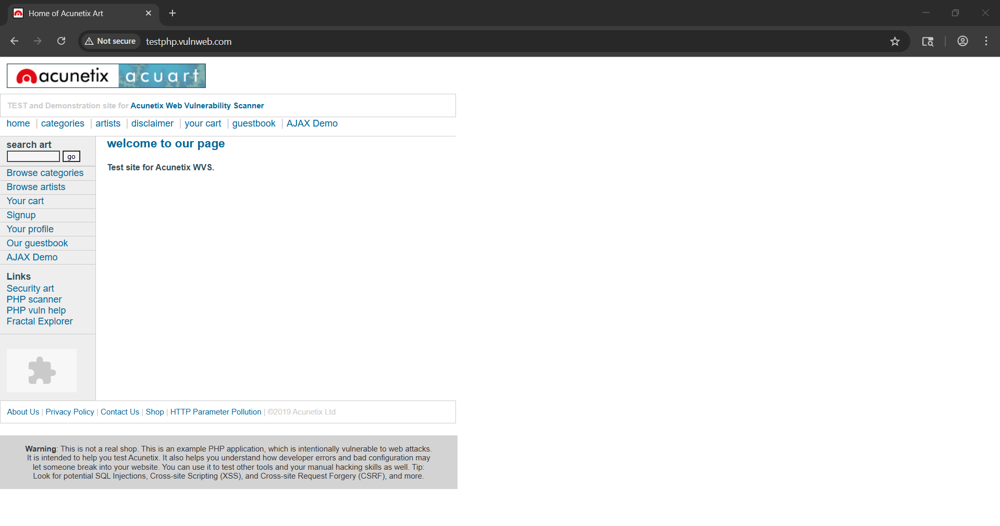 Home of Acunetix Art
Not secure
testphp.vulnweb.com
acunetix acuart
TEST and Demonstration site for Acunetix Web Vulnerability Scanner
home | categories | artists | disclaimer | your cart | guestbook | AJAX Demo
search art
go
Browse categories
Browse artists
Your cart
Signup
Your profile
Our guestbook
AJAX Demo
Links
Security art
PHP scanner
PHP vuln help
Fractal Explorer
welcome to our page
Test site for Acunetix WVS.
About Us | Privacy Policy | Contact Us | Shop | HTTP Parameter Pollution | ©2019 Acunetix Ltd
Warning: This is not a real shop. This is an example PHP application, which is intentionally vulnerable to web attacks.
It is intended to help you test Acunetix. It also helps you understand how developer errors and bad configuration may
let someone break into your website. You can use it to test other tools and your manual hacking skills as well. Tip:
Look for potential SQL Injections, Cross-site Scripting (XSS), and Cross-site Request Forgery (CSRF), and more.